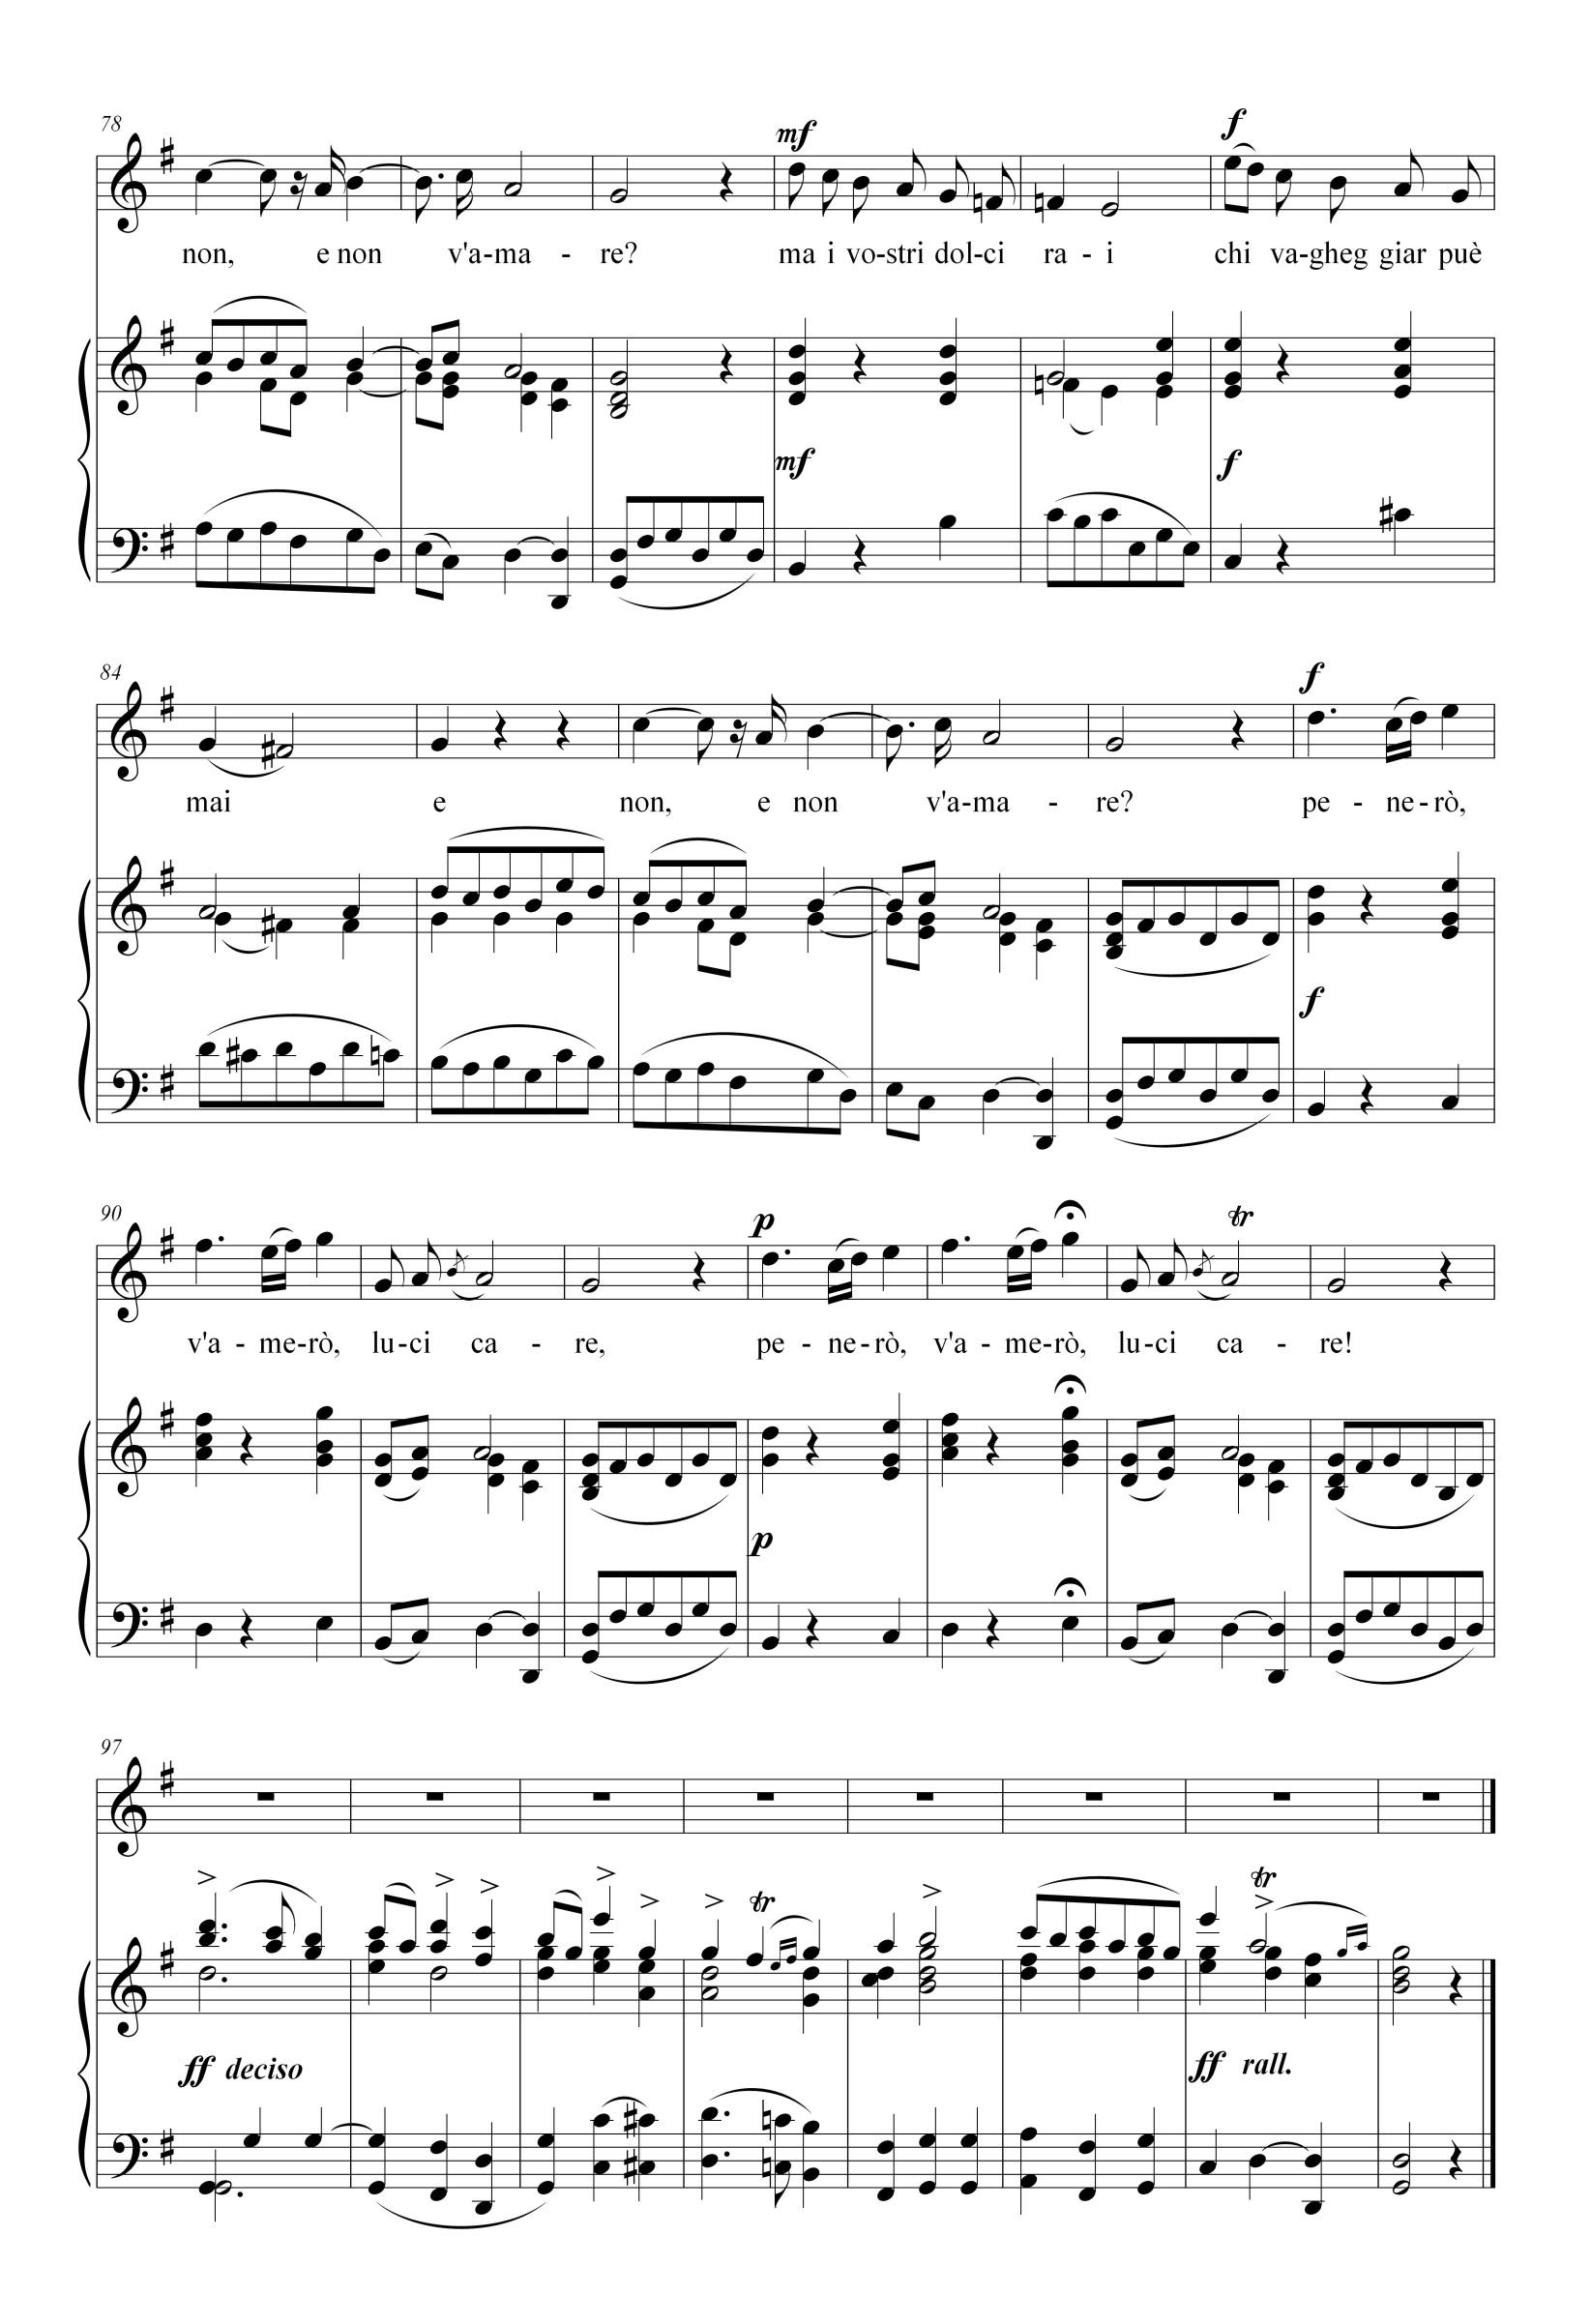 78
mf
f
non, e non v'a-ma - re? ma i vo-stri dol-ci ra - i chi va-gheg giar può
mf
f
84
f
mai e non, e non v'a-ma - re? pe - ne-rò,
f
90
p
tr
v'a - me-rò, lu-ci ca - re, pe - ne-rò, v'a - me-rò, lu-ci ca - re!
p
97
tr
tr
ff deciso
ff rall.